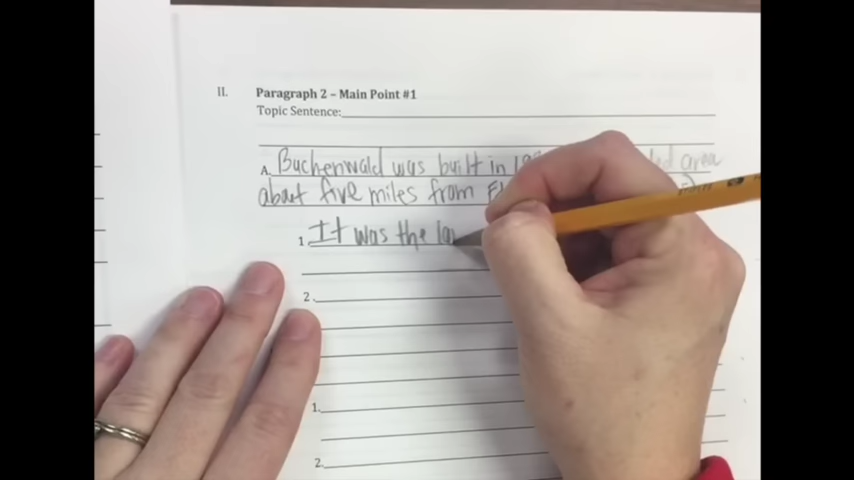 II. Paragraph 2 – Main Point #1
Topic Sentence:
A. Buchenwald was built in area
about five miles from
1 It was the
2.
1.
2.